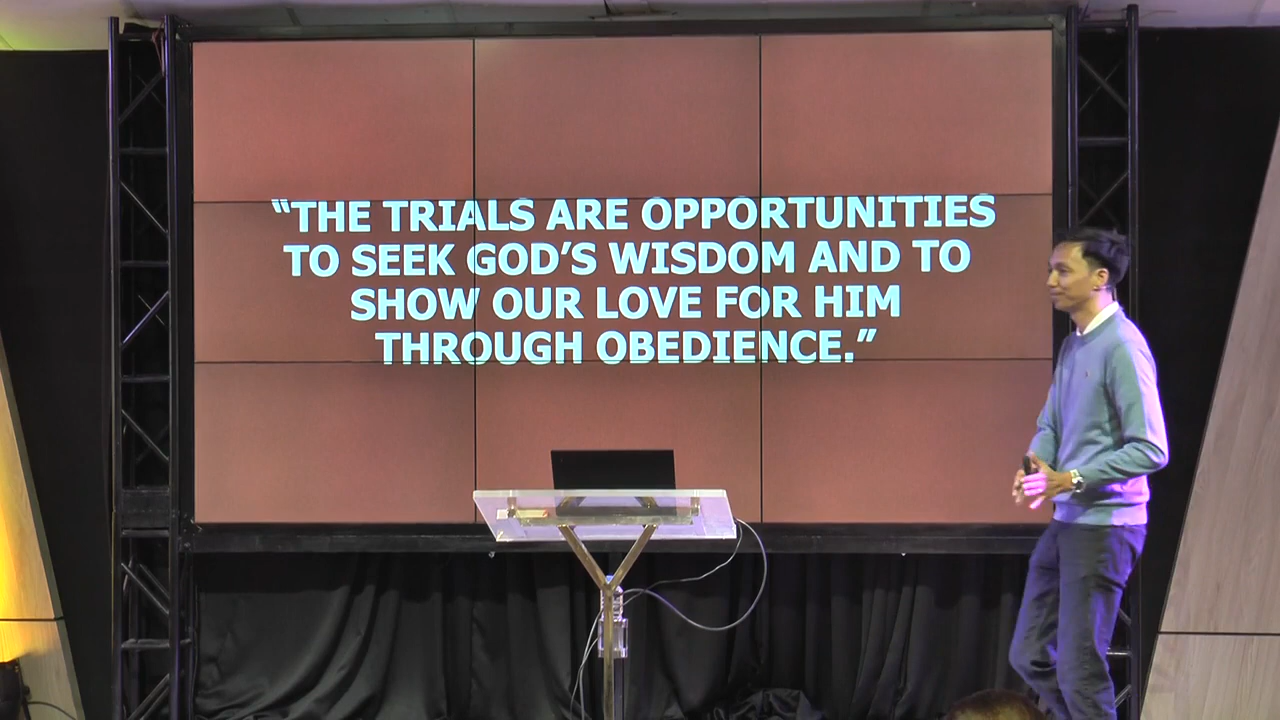 “THE TRIALS ARE OPPORTUNITIES
TO SEEK GOD’S WISDOM AND TO
SHOW OUR LOVE FOR HIM
THROUGH OBEDIENCE.”